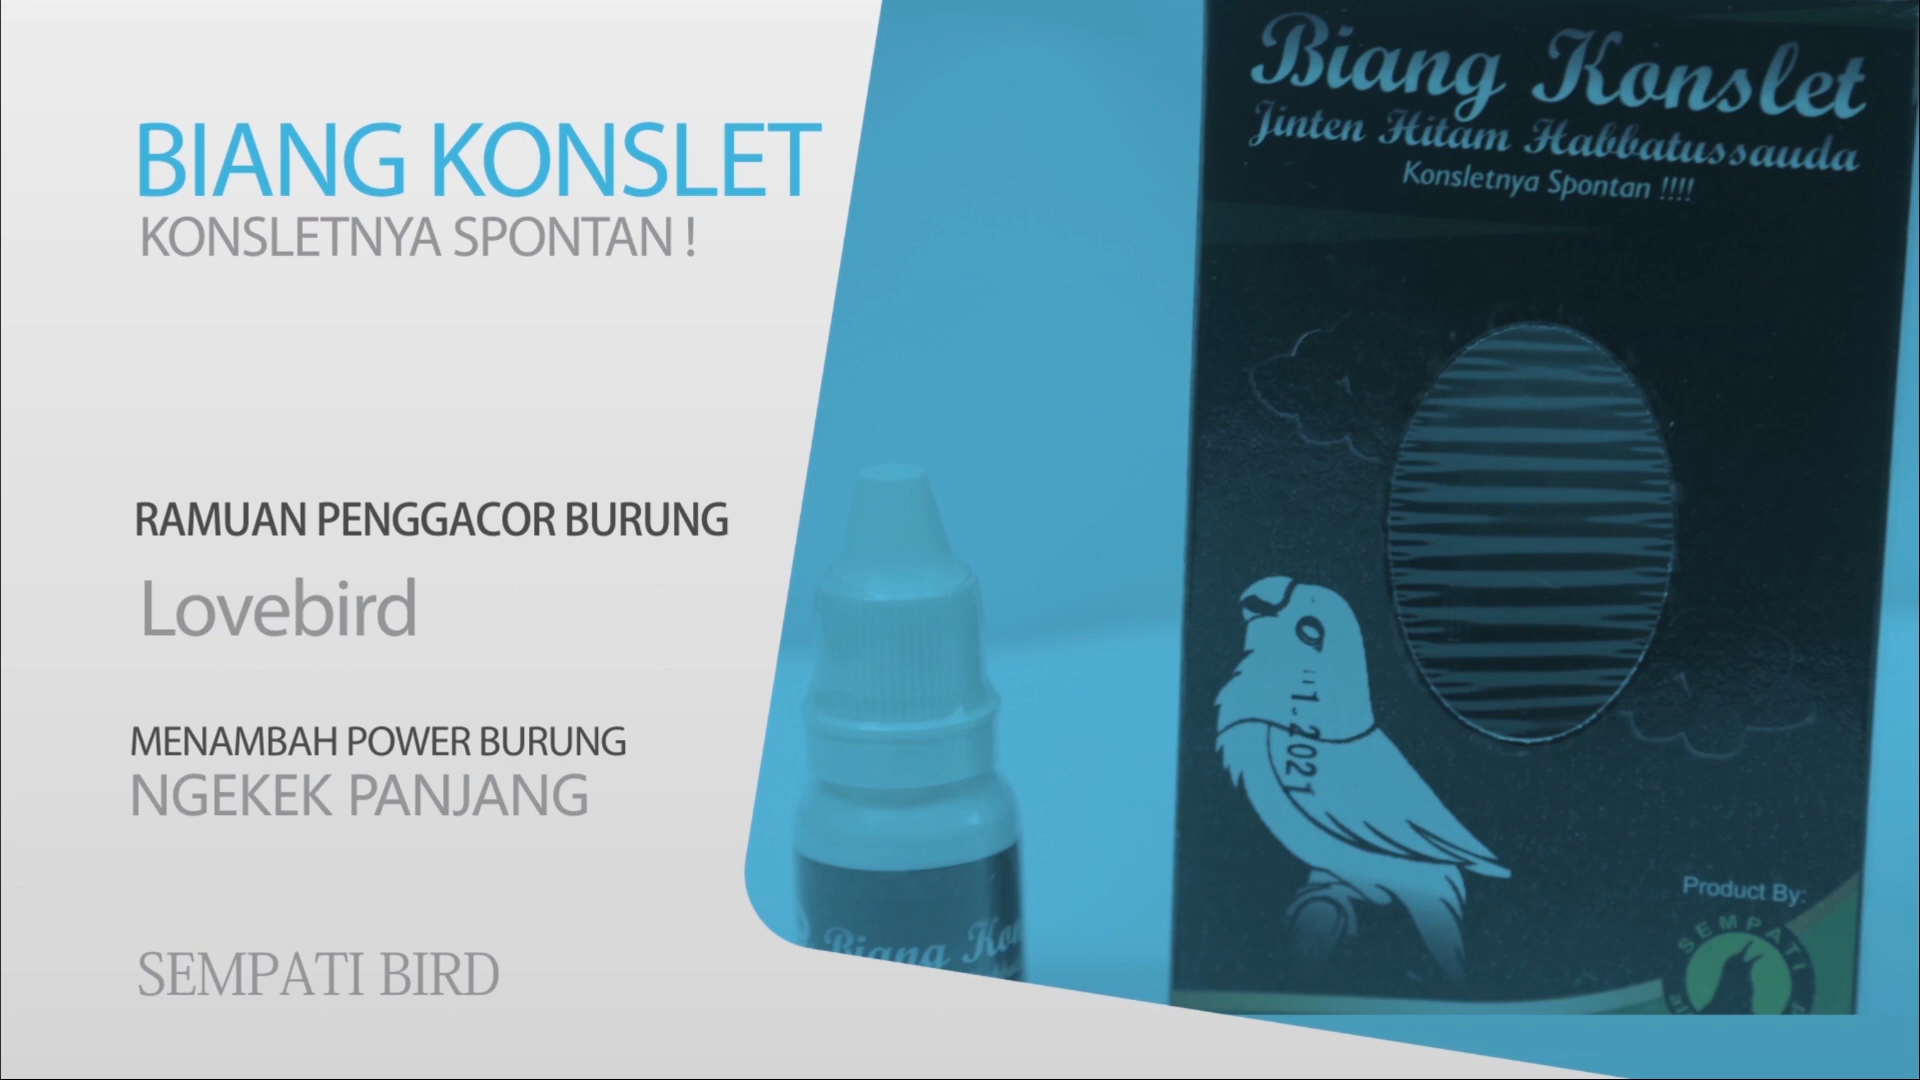 BIANG KONSLET
KONSLETNYA SPONTAN !
RAMUAN PENGGACOR BURUNG
Lovebird
MENAMBAH POWER BURUNG
NGEKEK PANJANG
SEMPATI BIRD
Biang Konslet
Jinten Hitam Habbatussauda
Konsletnya Spontan !!!!
1.2021
Product By:
SEMPATI
Biang Kon